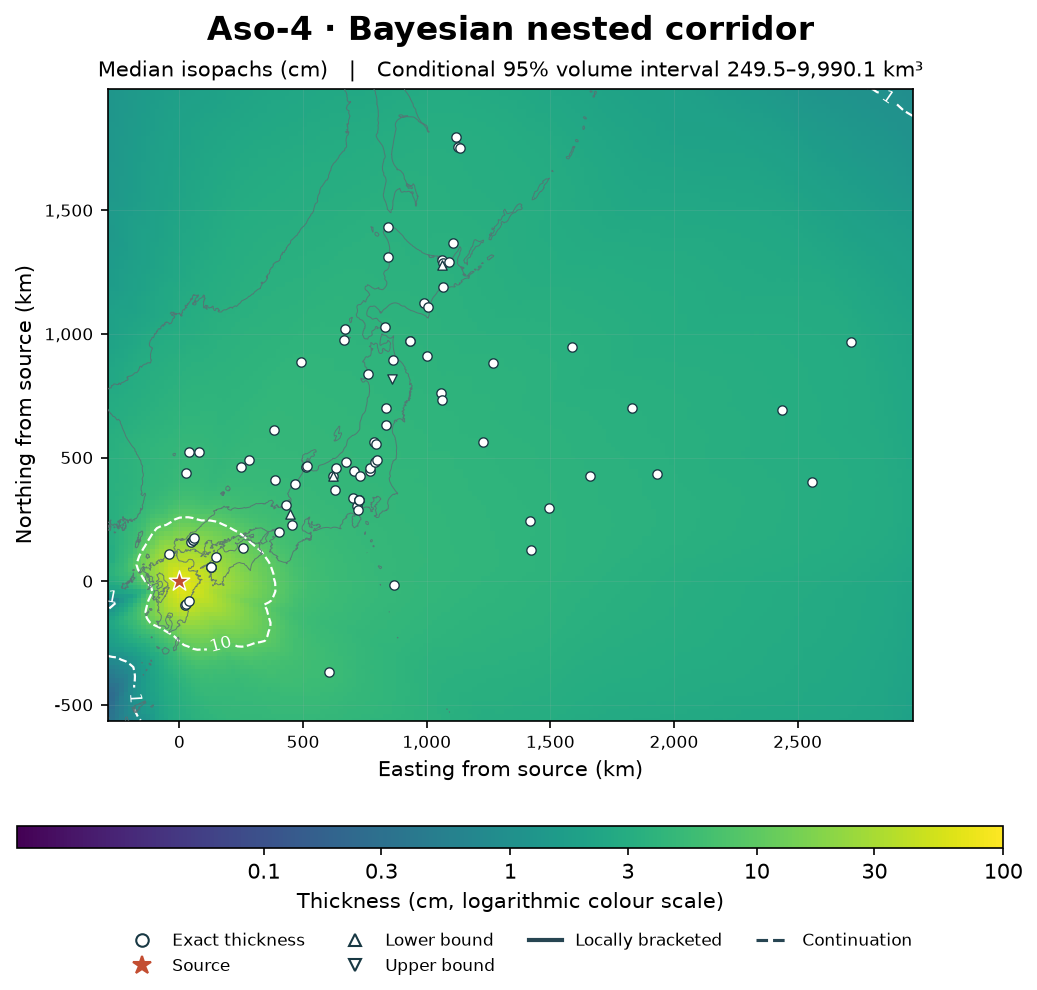 Aso-4 · Bayesian nested corridor
Median isopachs (cm) | Conditional 95% volume interval 249.5–9,990.1 km³
1
1
10
1
1,500
1,000
500
0
-500
Northing from source (km)
0
500
1,000
1,500
2,000
2,500
Easting from source (km)
0.1
0.3
1
3
10
30
100
Thickness (cm, logarithmic colour scale)
Exact thickness
Lower bound
Locally bracketed
Continuation
Source
Upper bound